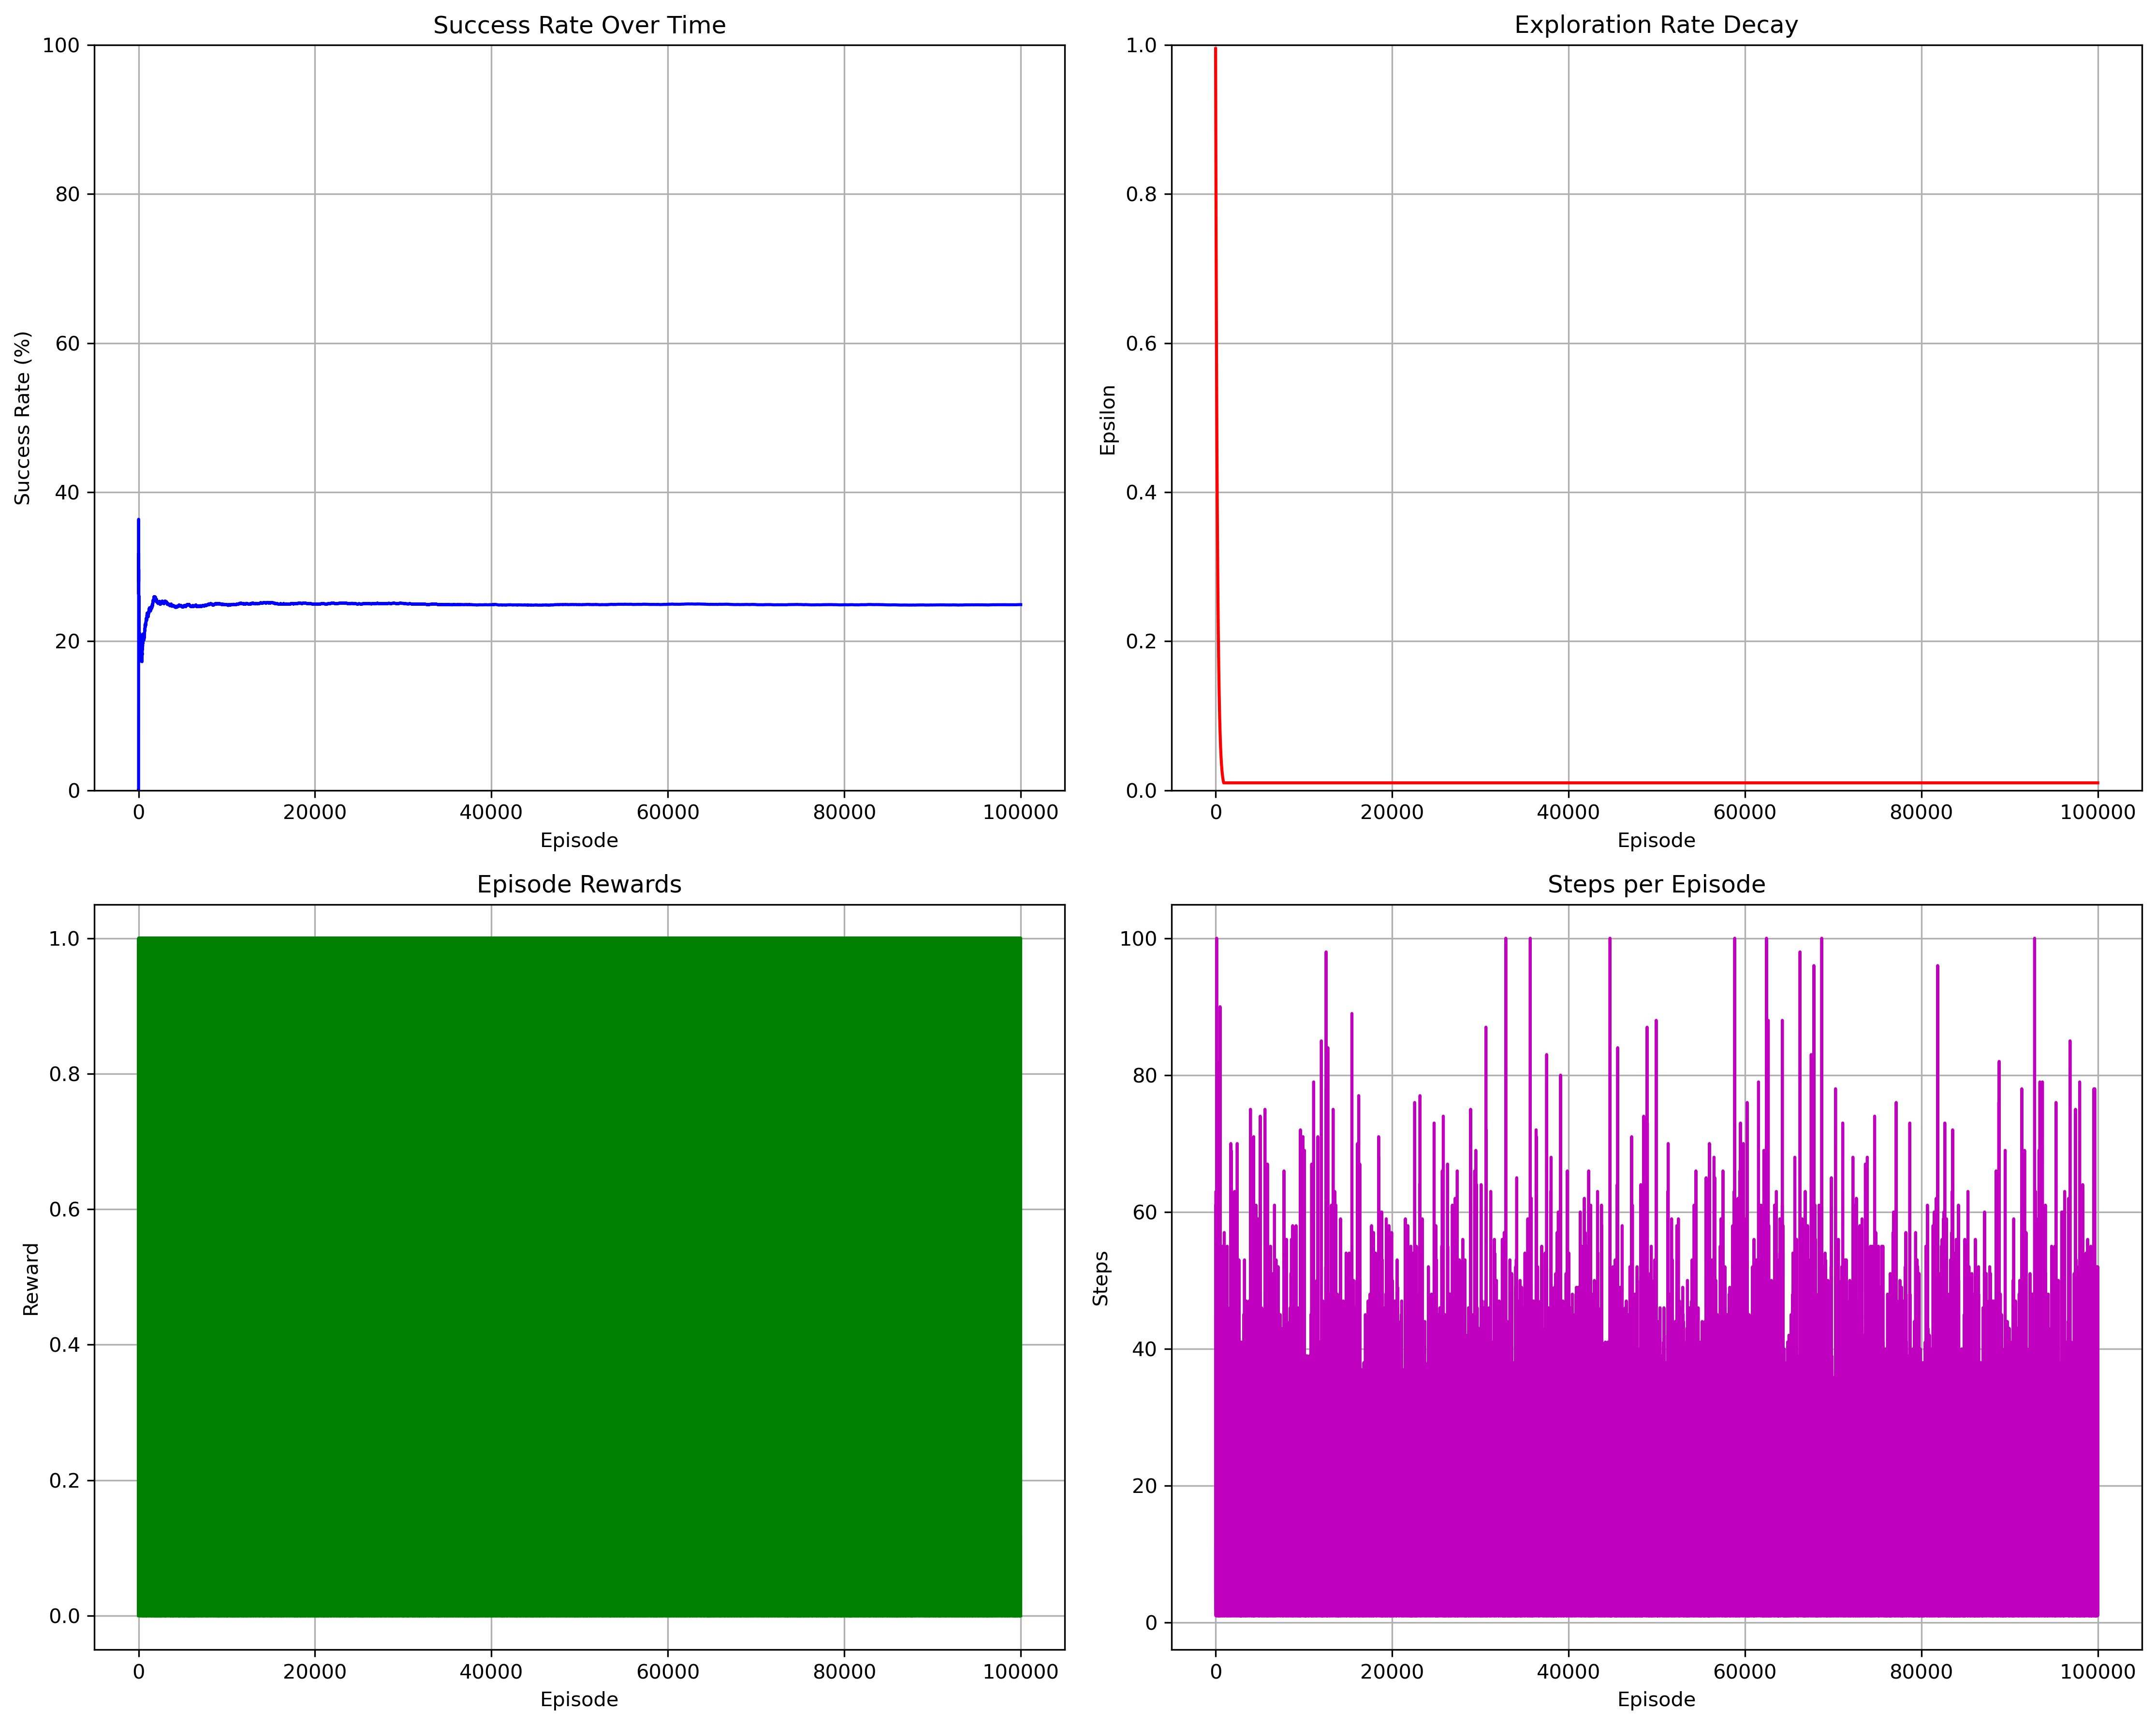 Success Rate Over Time
100
80
60
40
20
0
Success Rate (%)
0 20000 40000 60000 80000 100000
Episode
Exploration Rate Decay
1.0
0.8
0.6
0.4
0.2
0.0
Epsilon
0 20000 40000 60000 80000 100000
Episode
Episode Rewards
1.0
0.8
0.6
0.4
0.2
0.0
Reward
0 20000 40000 60000 80000 100000
Episode
Steps per Episode
100
80
60
40
20
0
Steps
0 20000 40000 60000 80000 100000
Episode